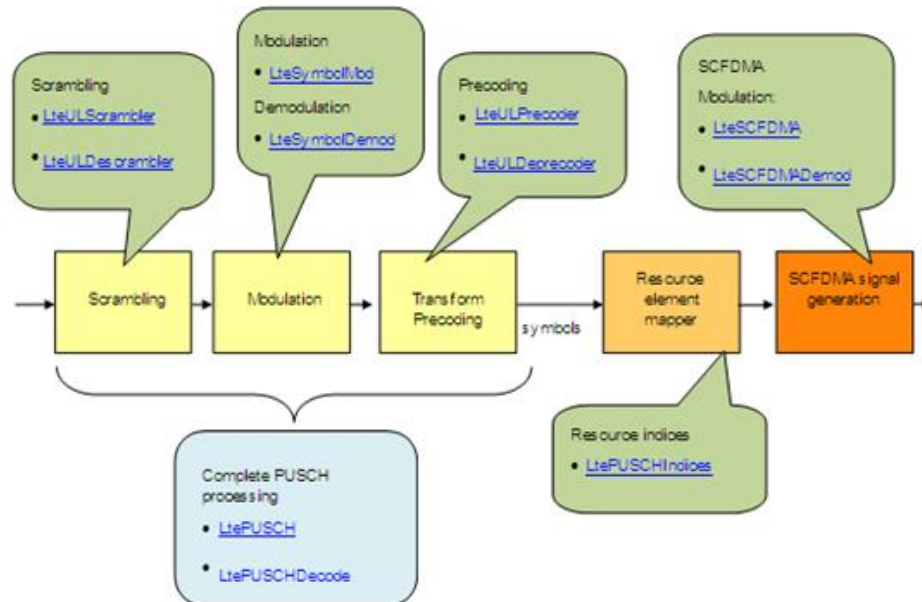 Scrambling
• LteULScrambler
• LteULDescrambler
Modulation
• LteSymbolMod
Demodulation
• LteSymbolDemod
Precoding
• LteULPrecoder
• LteULDeprecoder
SCFDMA
Modulation:
• LteSCFDMA
• LteSCFDMADemod
Scrambling
Modulation
Transform
Precoding
symbols
Resource
element
mapper
SCFDMA signal
generation
Complete PUSCH
processing
• LtePUSCH
• LtePUSCHDecode
Resource indices
• LtePUSCHIndices